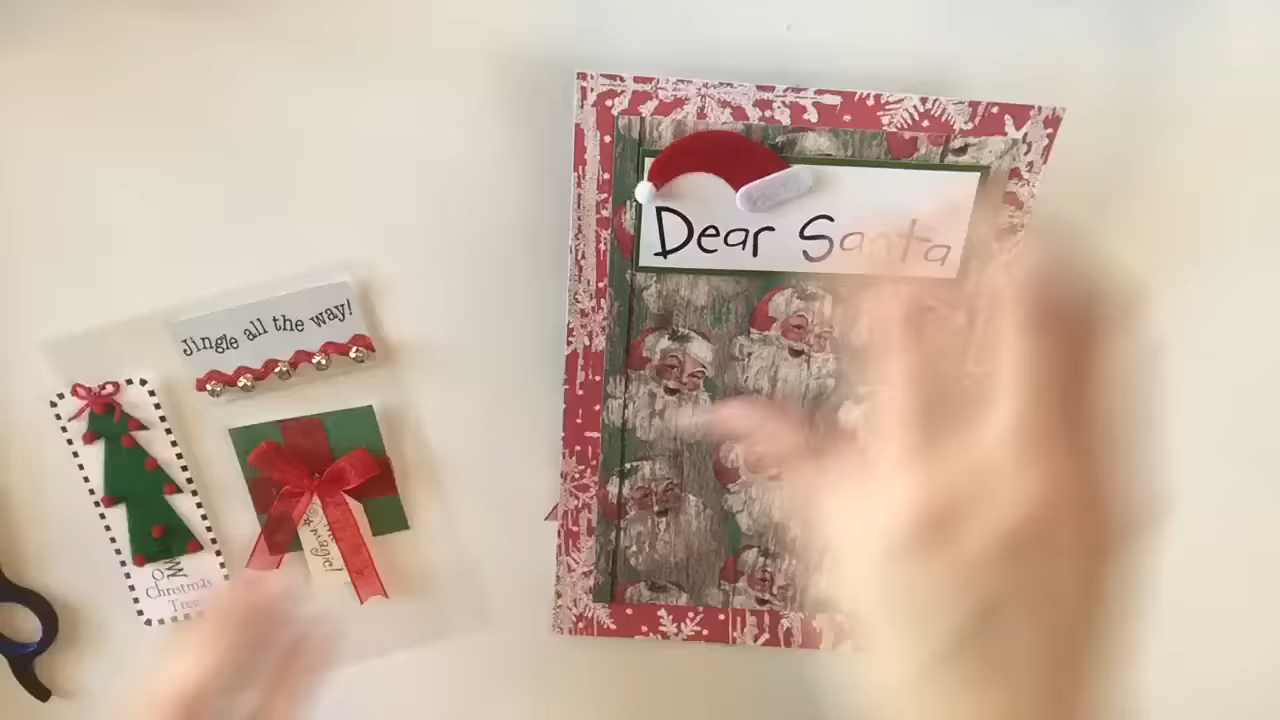 Dear Santa
Jingle all the way!
O
Christmas
Tree
magic!